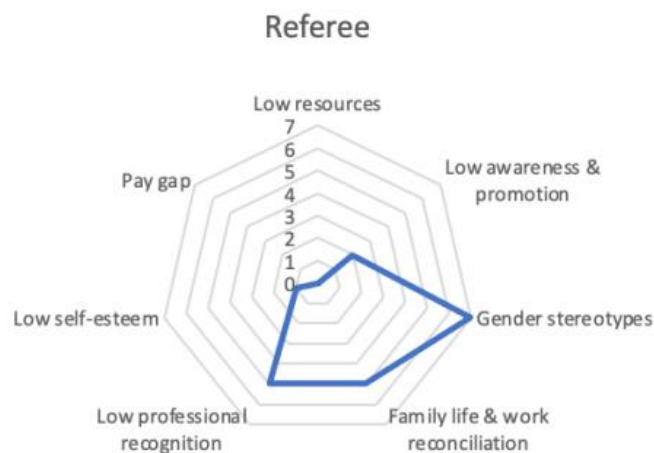 Referee
Low resources
7
6
5
4
3
2
1
0
Low awareness &
promotion
Pay gap
Gender stereotypes
Low self-esteem
Low professional
recognition
Family life & work
reconciliation